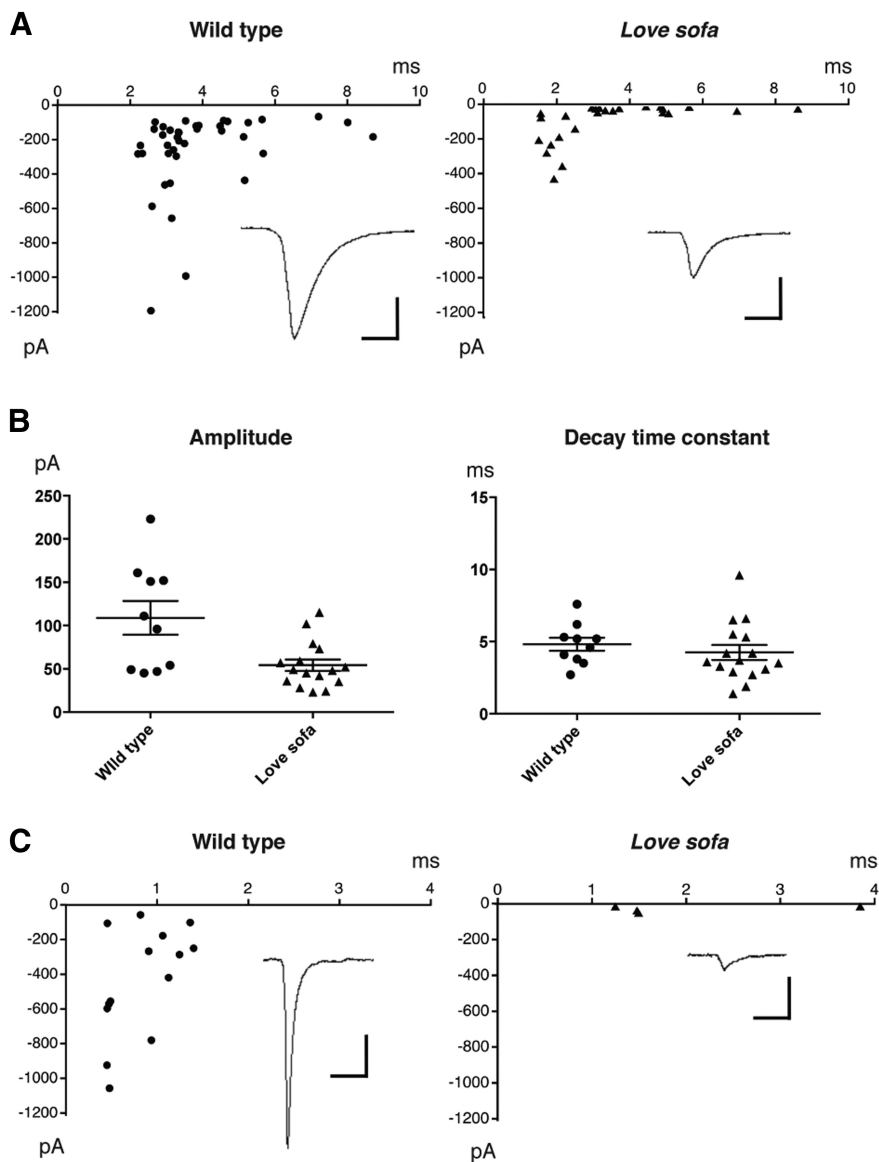 A
Wild type
Love sofa
ms
ms
0 2 4 6 8 10
0 2 4 6 8 10
0
-200
-400
-600
-800
-1000
-1200
pA
0
-200
-400
-600
-800
-1000
-1200
pA
B
Amplitude
Decay time constant
pA
250
200
150
100
50
0
WIld type
Love sofa
ms
15
10
5
0
Wild type
Love sofa
C
Wild type
Love sofa
ms
ms
0 1 2 3 4
0 1 2 3 4
0
-200
-400
-600
-800
-1000
-1200
pA
0
-200
-400
-600
-800
-1000
-1200
pA